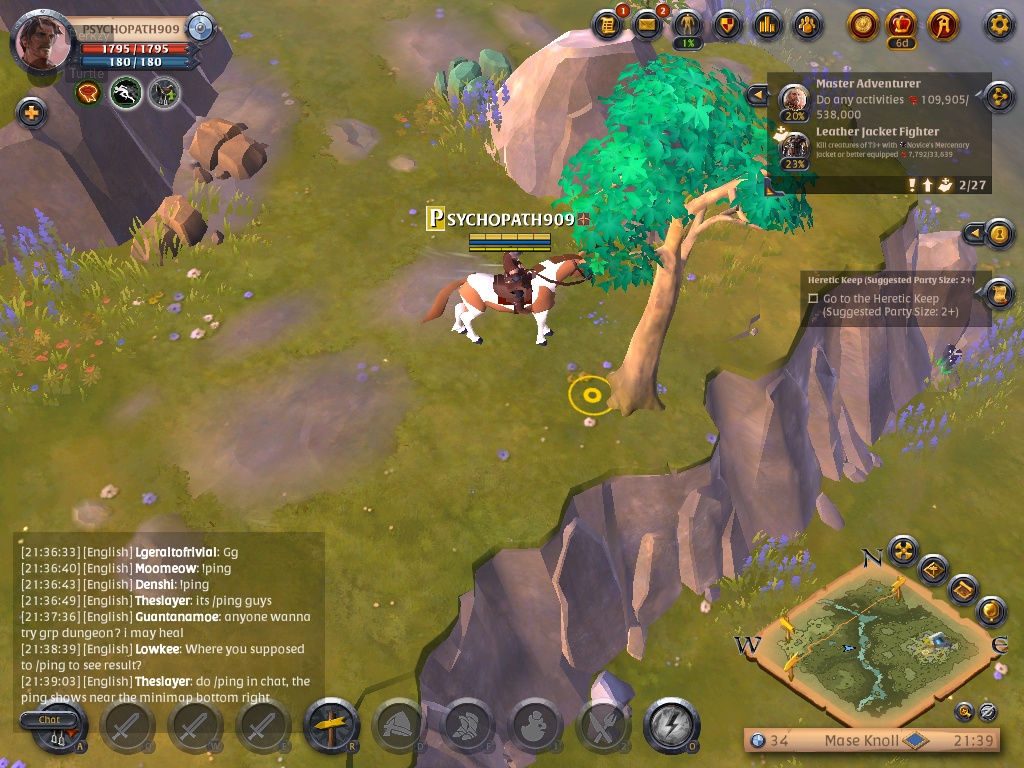 PSYCHOPATH909
1795 / 1795
180 / 180
Turtle
1
2
1%
6d
Master Adventurer
Do any activities 109,905/
538,000
20%
Leather Jacket Fighter
Kill creatures of T3+ with Novice's Mercenary
Jacket or better equipped 7,792/33,639
23%
2/27
PSYCHOPATH909
Heretic Keep (Suggested Party Size: 2+)
Go to the Heretic Keep
(Suggested Party Size: 2+)
[21:36:33] [English] Lgeraltofrivial: Gg
[21:36:40] [English] Moomeow: !ping
[21:36:43] [English] Denshi: !ping
[21:36:49] [English] Theslayer: its /ping guys
[21:37:36] [English] Guantanamoe: anyone wanna
try grp dungeon? i may heal
[21:38:39] [English] Lowkee: Where you supposed
to /ping to see result?
[21:39:03] [English] Theslayer: do /ping in chat, the
ping shows near the minimap bottom right
Chat
A
Q
W
E
R
D
F
1
2
O
N
W
E
34
Mase Knoll
21:39